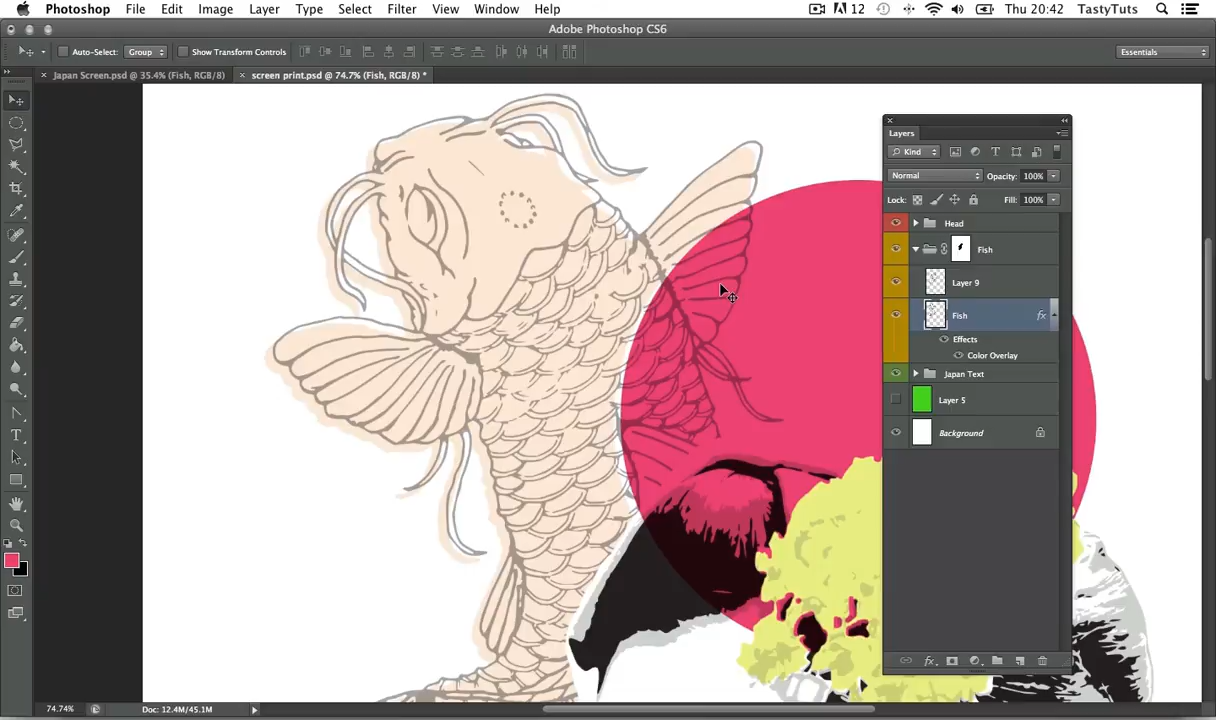 Photoshop File Edit Image Layer Type Select Filter View Window Help 12 Thu 20:42 TastyTuts
Adobe Photoshop CS6
Auto-Select: Group Show Transform Controls Essentials
Japan Screen.psd @ 35.4% (Fish, RGB/8) screen print.psd @ 74.7% (Fish, RGB/8) *
Layers
Kind
Normal Opacity: 100%
Lock: Fill: 100%
Head
Fish
Layer 9
Fish fx
Effects
Color Overlay
Japan Text
Layer 5
Background
fx
74.74% Doc: 12.4M/45.1M